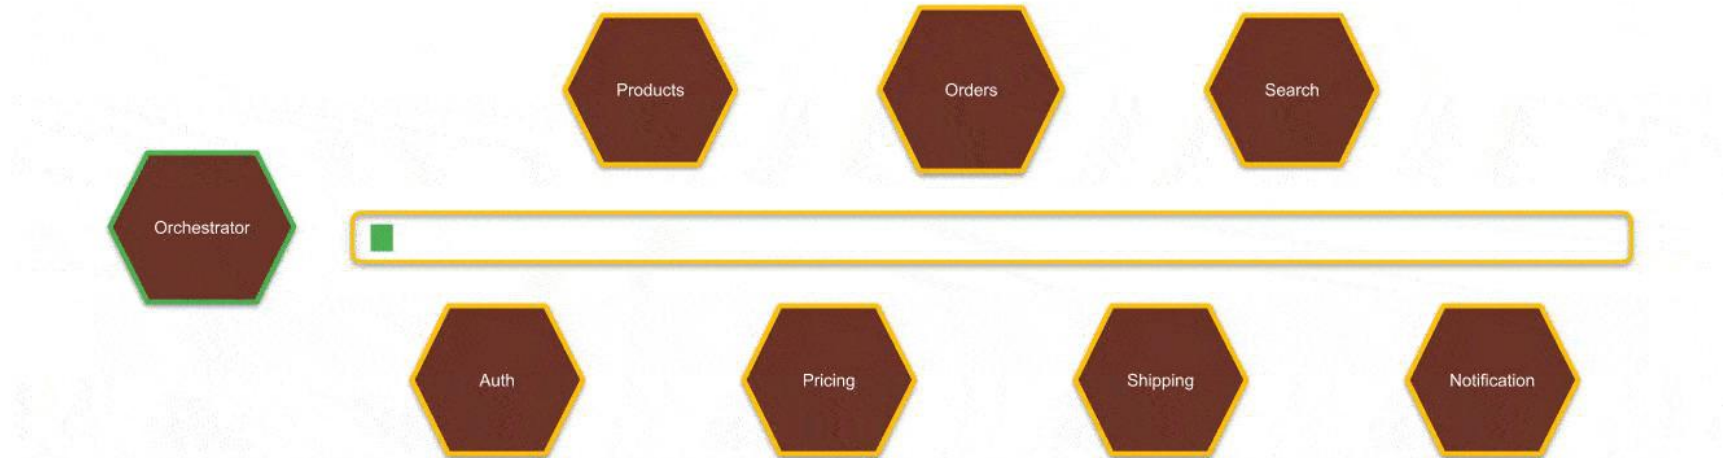 Products
Orders
Search
Orchestrator
Auth
Pricing
Shipping
Notification